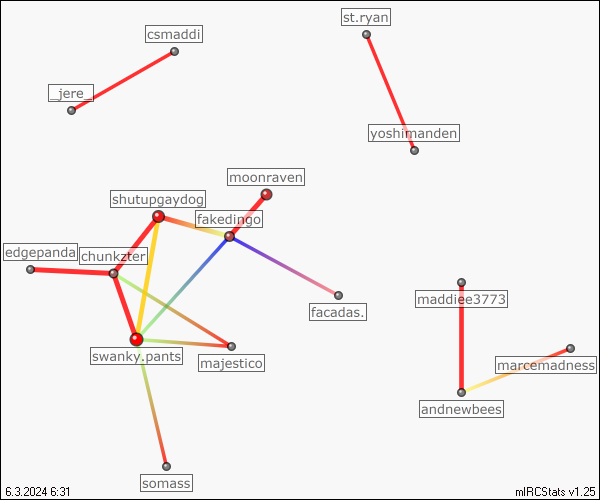 st.ryan
csmaddi
_jere_
yoshimanden
moonraven
shutupgaydog
fakedingo
edgepanda
chunkzter
maddiee3773
facadas.
swanky.pants
majestico
marcemadness
andnewbees
somass
6.3.2024 6:31
mIRCStats v1.25